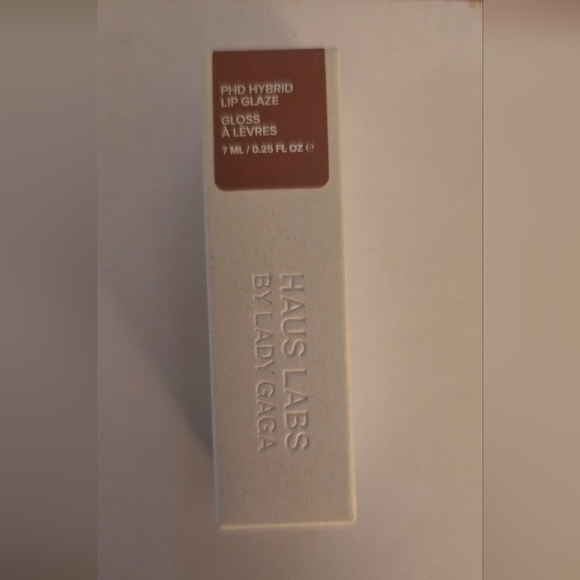 PHD HYBRID
LIP GLAZE
GLOSS
À LÈVRES
7 ML / 0.25 FL OZ ℮
HAUS LABS
BY LADY GAGA